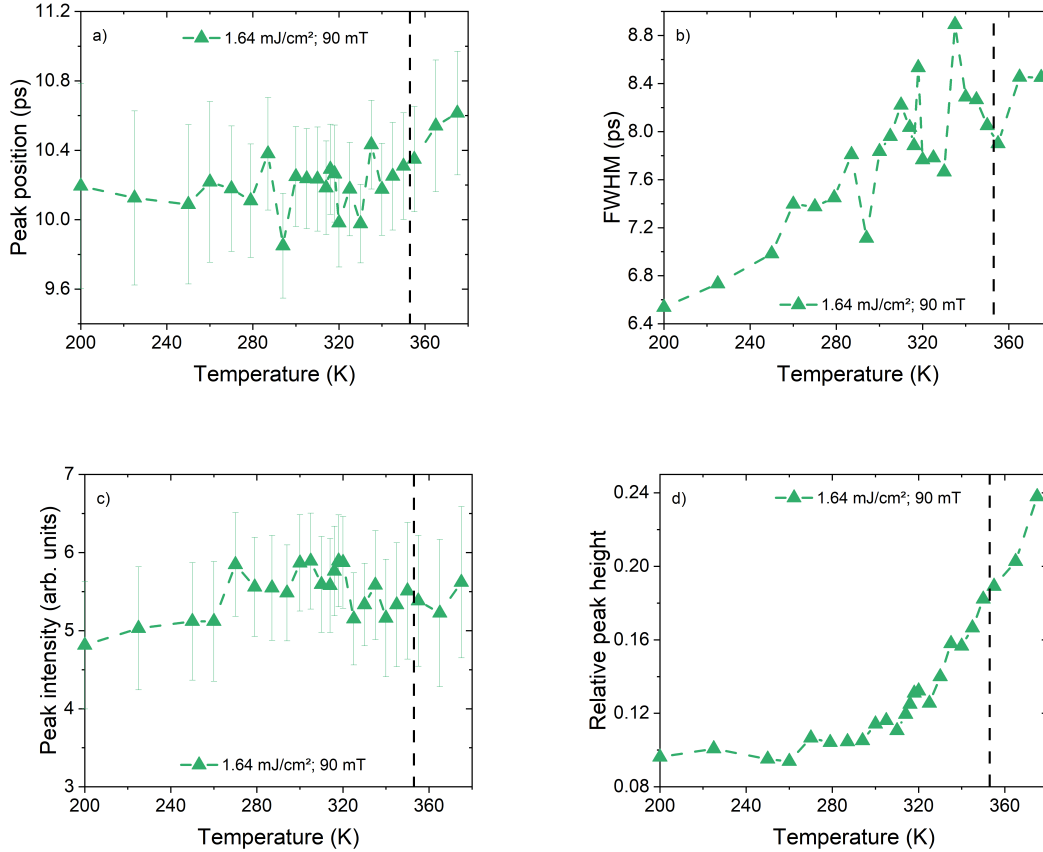 a)
1.64 mJ/cm²; 90 mT
Peak position (ps)
11.2
10.8
10.4
10.0
9.6
200
240
280
320
360
Temperature (K)
b)
1.64 mJ/cm²; 90 mT
FWHM (ps)
8.8
8.4
8.0
7.6
7.2
6.8
6.4
200
240
280
320
360
Temperature (K)
c)
1.64 mJ/cm²; 90 mT
Peak intensity (arb. units)
7
6
5
4
3
200
240
280
320
360
Temperature (K)
d)
1.64 mJ/cm²; 90 mT
Relative peak height
0.24
0.20
0.16
0.12
0.08
200
240
280
320
360
Temperature (K)